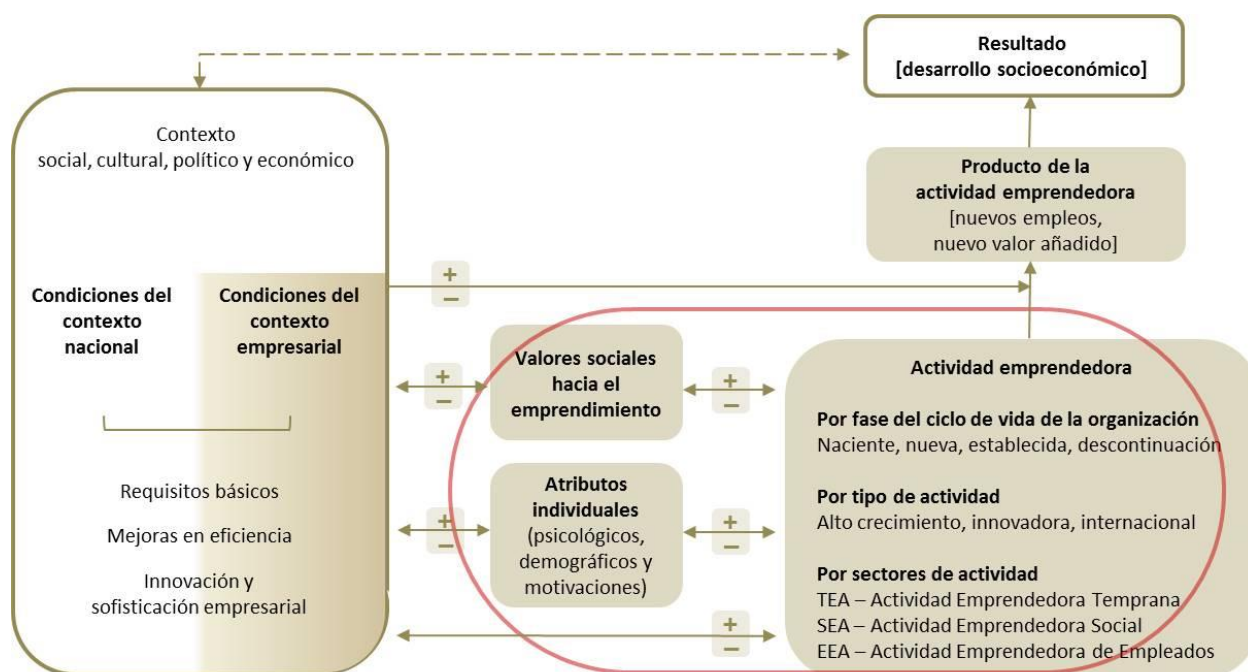 Resultado
[desarrollo socioeconómico]
Contexto
social, cultural, político y económico
Producto de la
actividad emprendedora
[nuevos empleos,
nuevo valor añadido]
Condiciones del
contexto
nacional
Condiciones del
contexto
empresarial
+
−
Valores sociales
hacia el
emprendimiento
+
−
+
−
Actividad emprendedora
Por fase del ciclo de vida de la organización
Naciente, nueva, establecida, descontinuación
Requisitos básicos
Mejoras en eficiencia
Innovación y
sofisticación empresarial
Atributos
individuales
(psicológicos,
demográficos y
motivaciones)
+
−
+
−
Por tipo de actividad
Alto crecimiento, innovadora, internacional
Por sectores de actividad
TEA – Actividad Emprendedora Temprana
SEA – Actividad Emprendedora Social
EEA – Actividad Emprendedora de Empleados
+
−